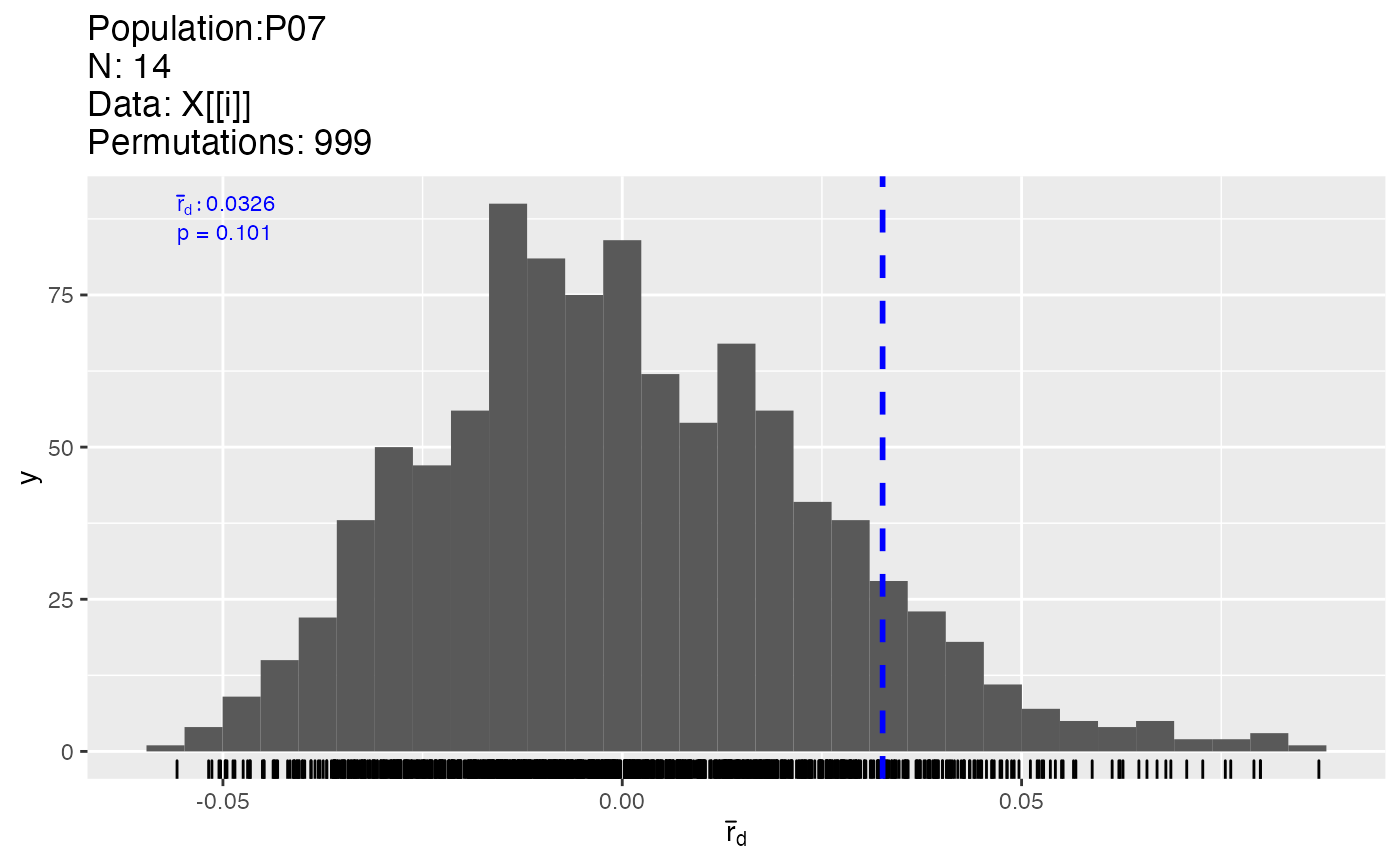 Population:P07
N: 14
Data: X[[i]]
Permutations: 999
r̄d: 0.0326
p = 0.101
75
50
25
0
y
-0.05 0.00 0.05
r̄d